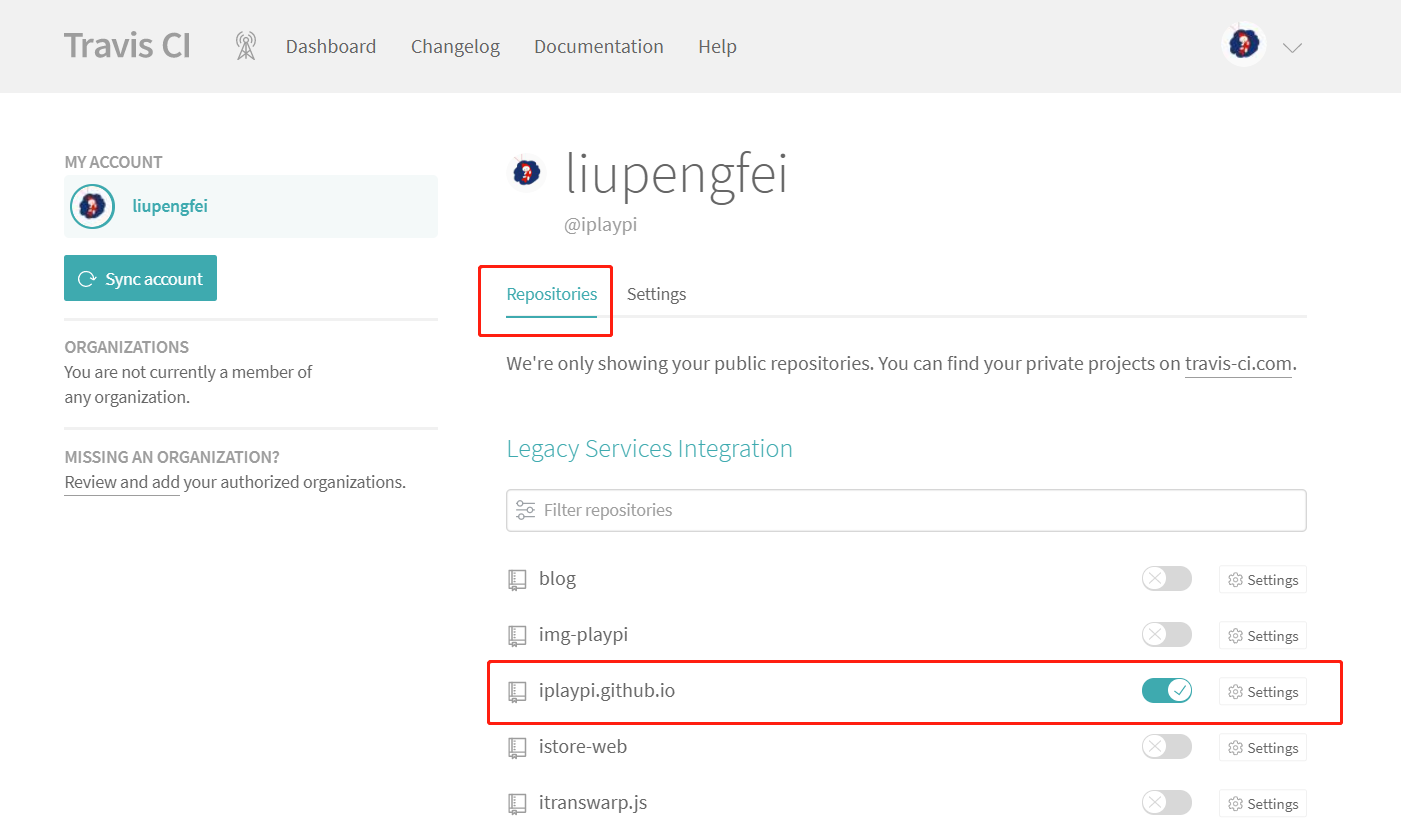 Travis CI
Dashboard
Changelog
Documentation
Help
MY ACCOUNT
liupengfei
Sync account
ORGANIZATIONS
You are not currently a member of
any organization.
MISSING AN ORGANIZATION?
Review and add your authorized organizations.
liupengfei
@iplaypi
Repositories
Settings
We're only showing your public repositories. You can find your private projects on travis-ci.com.
Legacy Services Integration
Filter repositories
blog
Settings
img-playpi
Settings
iplaypi.github.io
Settings
istore-web
Settings
itranswarp.js
Settings